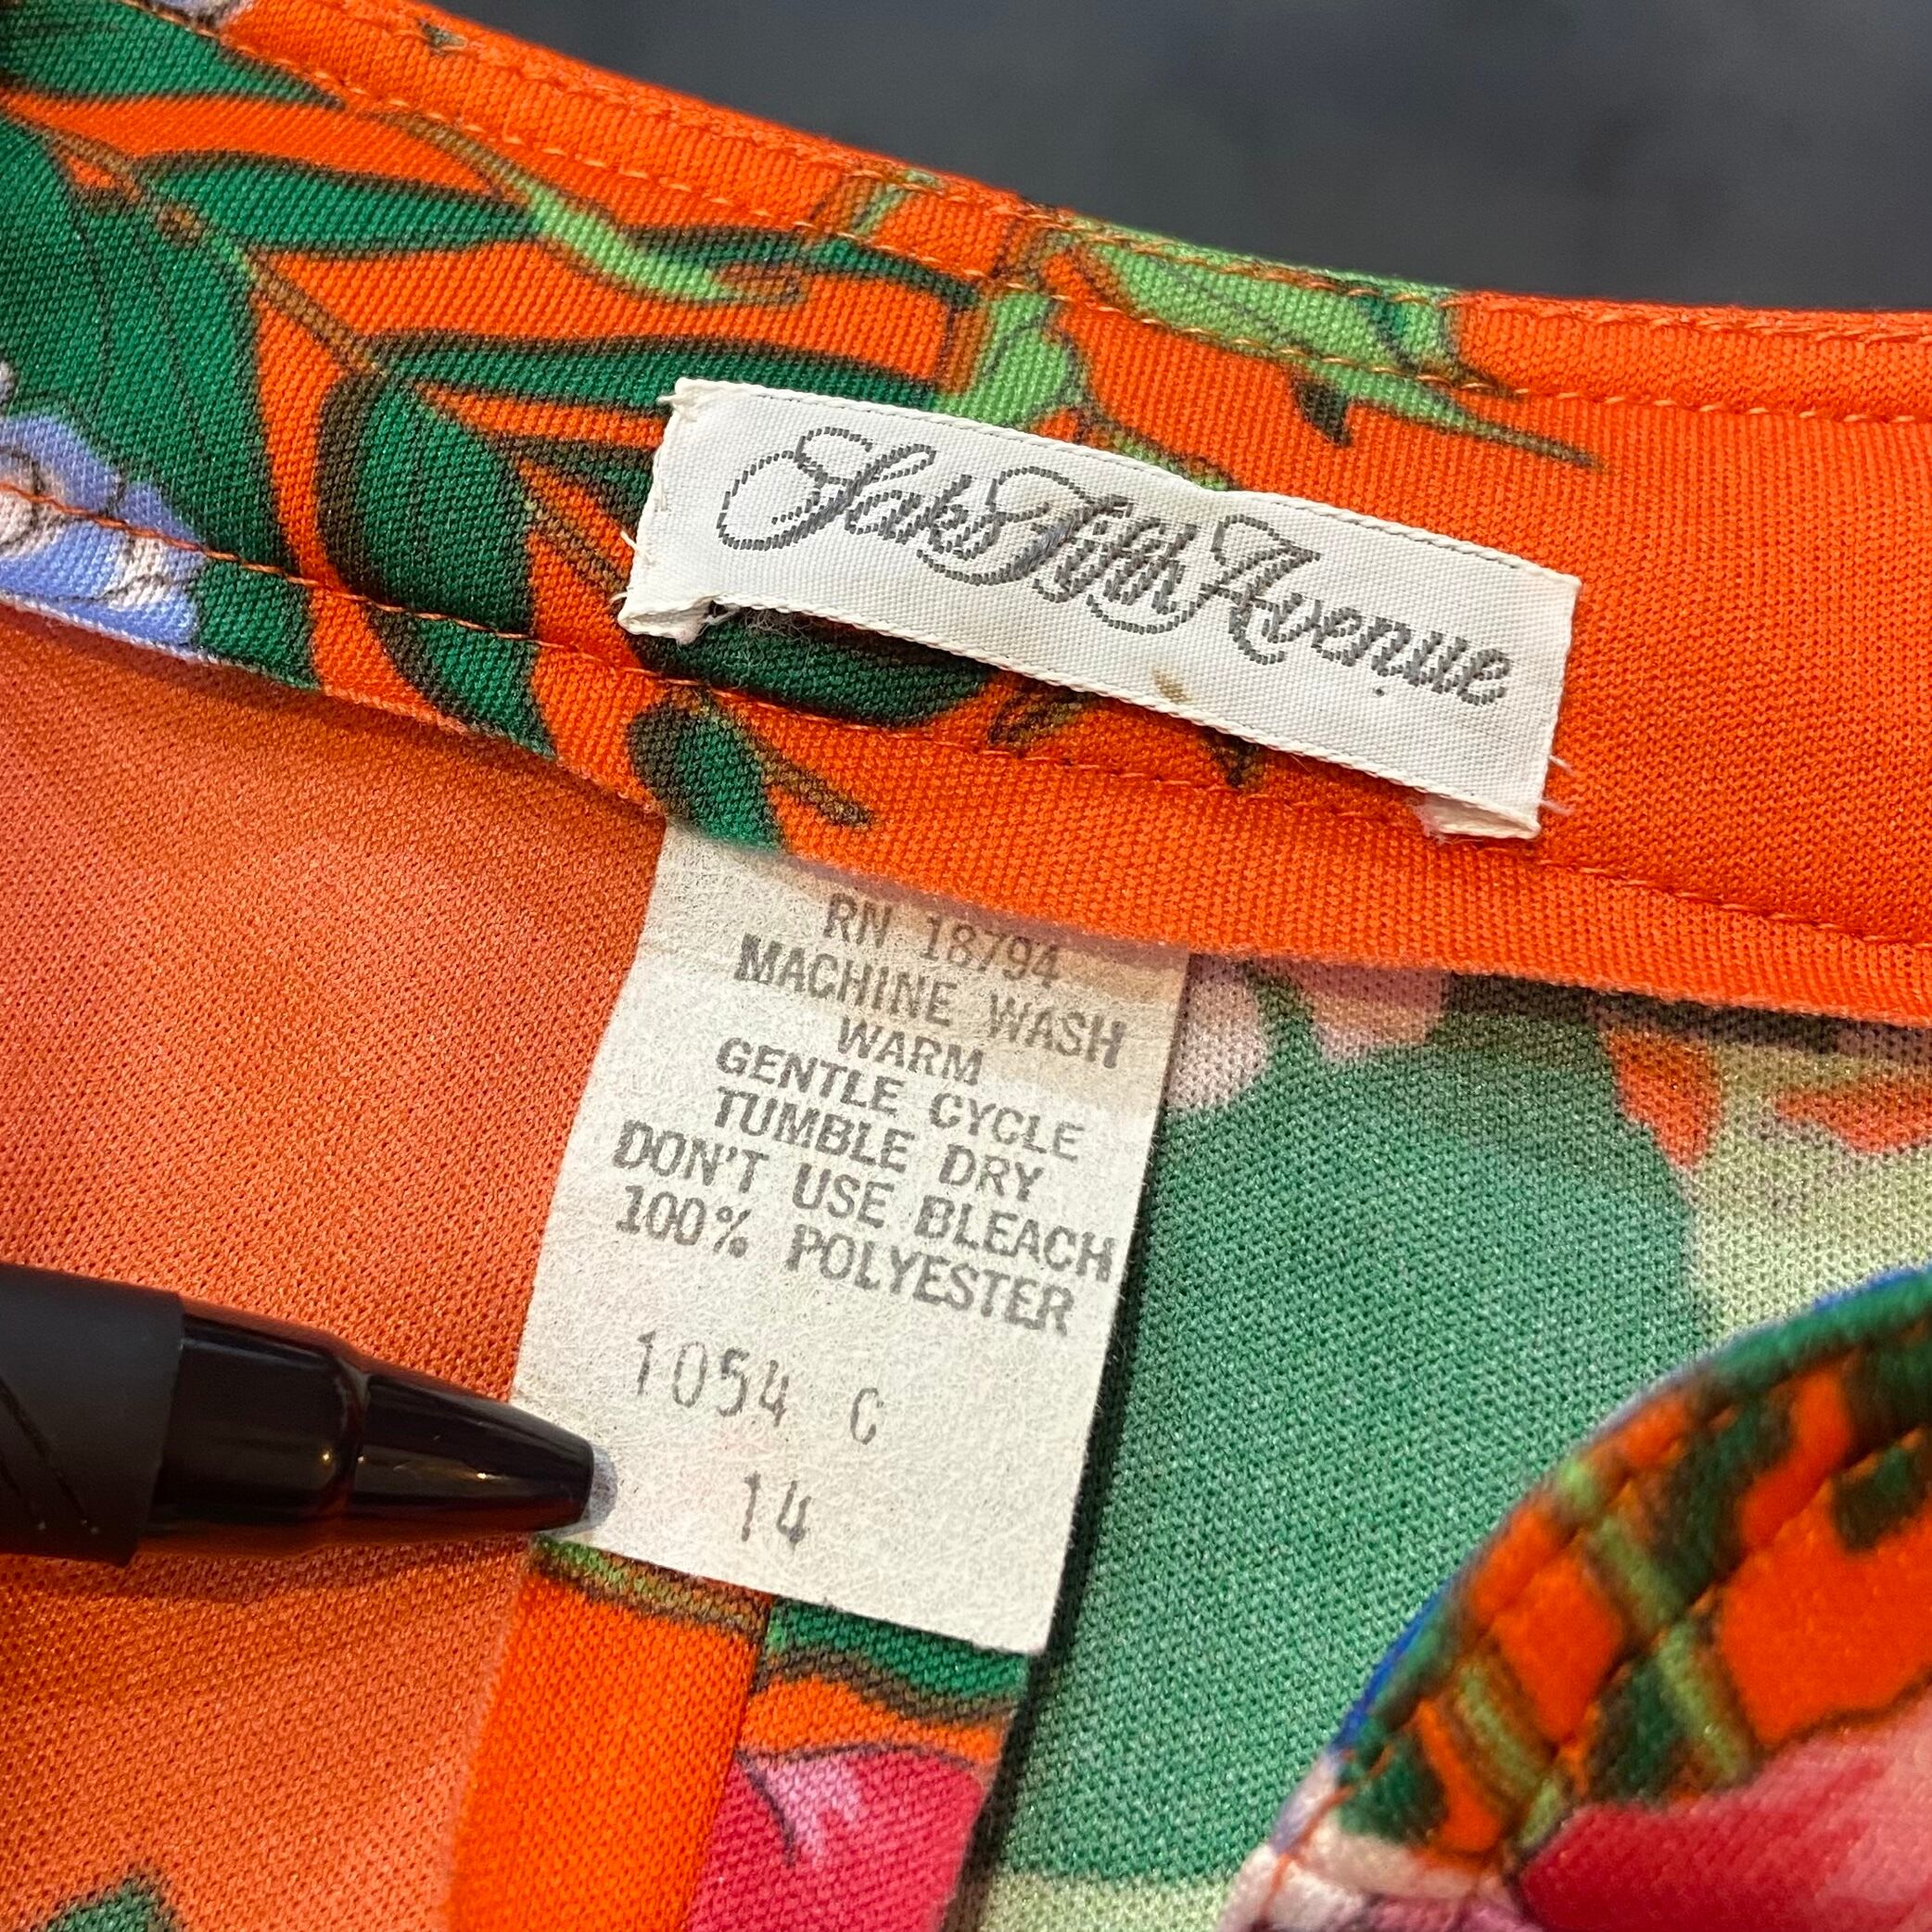 Saks Fifth Avenue
RN 18794
MACHINE WASH
WARM
GENTLE CYCLE
TUMBLE DRY
DON'T USE BLEACH
100% POLYESTER
1054 C
14